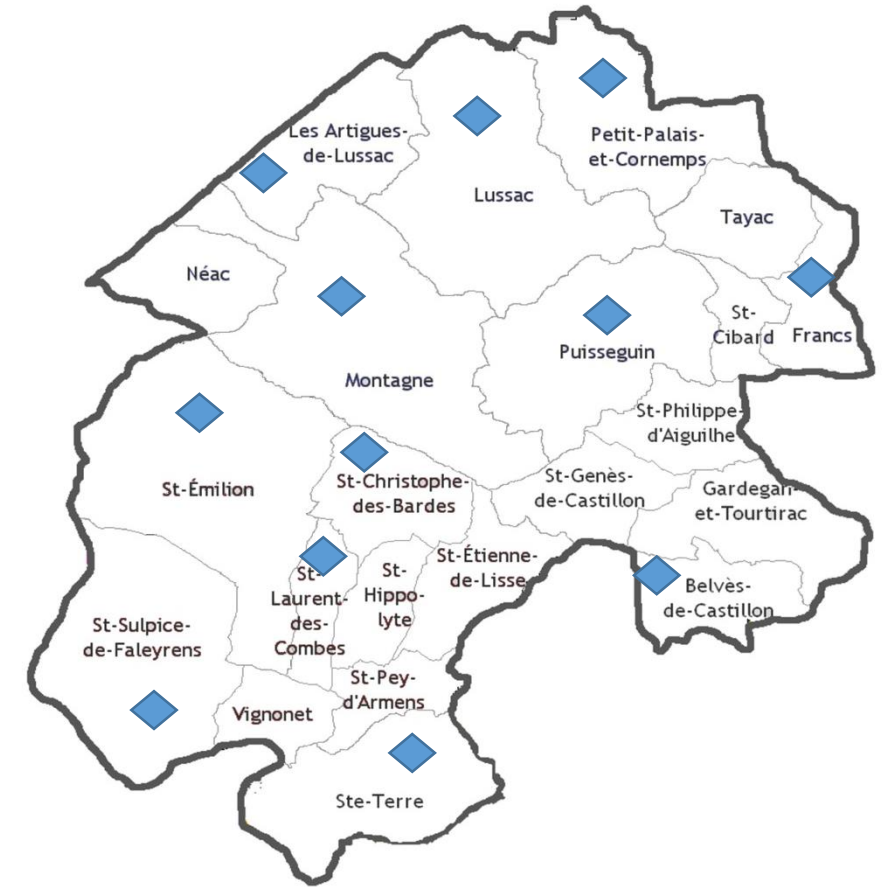 Les Artigues-
de-Lussac
Petit-Palais-
et-Cornemps
Lussac
Tayac
Néac
St-
Cibard
Francs
Puisseguin
Montagne
St-Philippe-
d'Aiguilhe
St-Émilion
St-Christophe-
des-Bardes
St-Genès-
de-Castillon
Gardegan-
et-Tourtirac
St-Étienne-
de-Lisse
St-
Hippo-
lyte
St-
Laurent-
des-
Combes
Belvès-
de-Castillon
St-Sulpice-
de-Faleyrens
St-Pey-
d'Armens
Vignonet
Ste-Terre